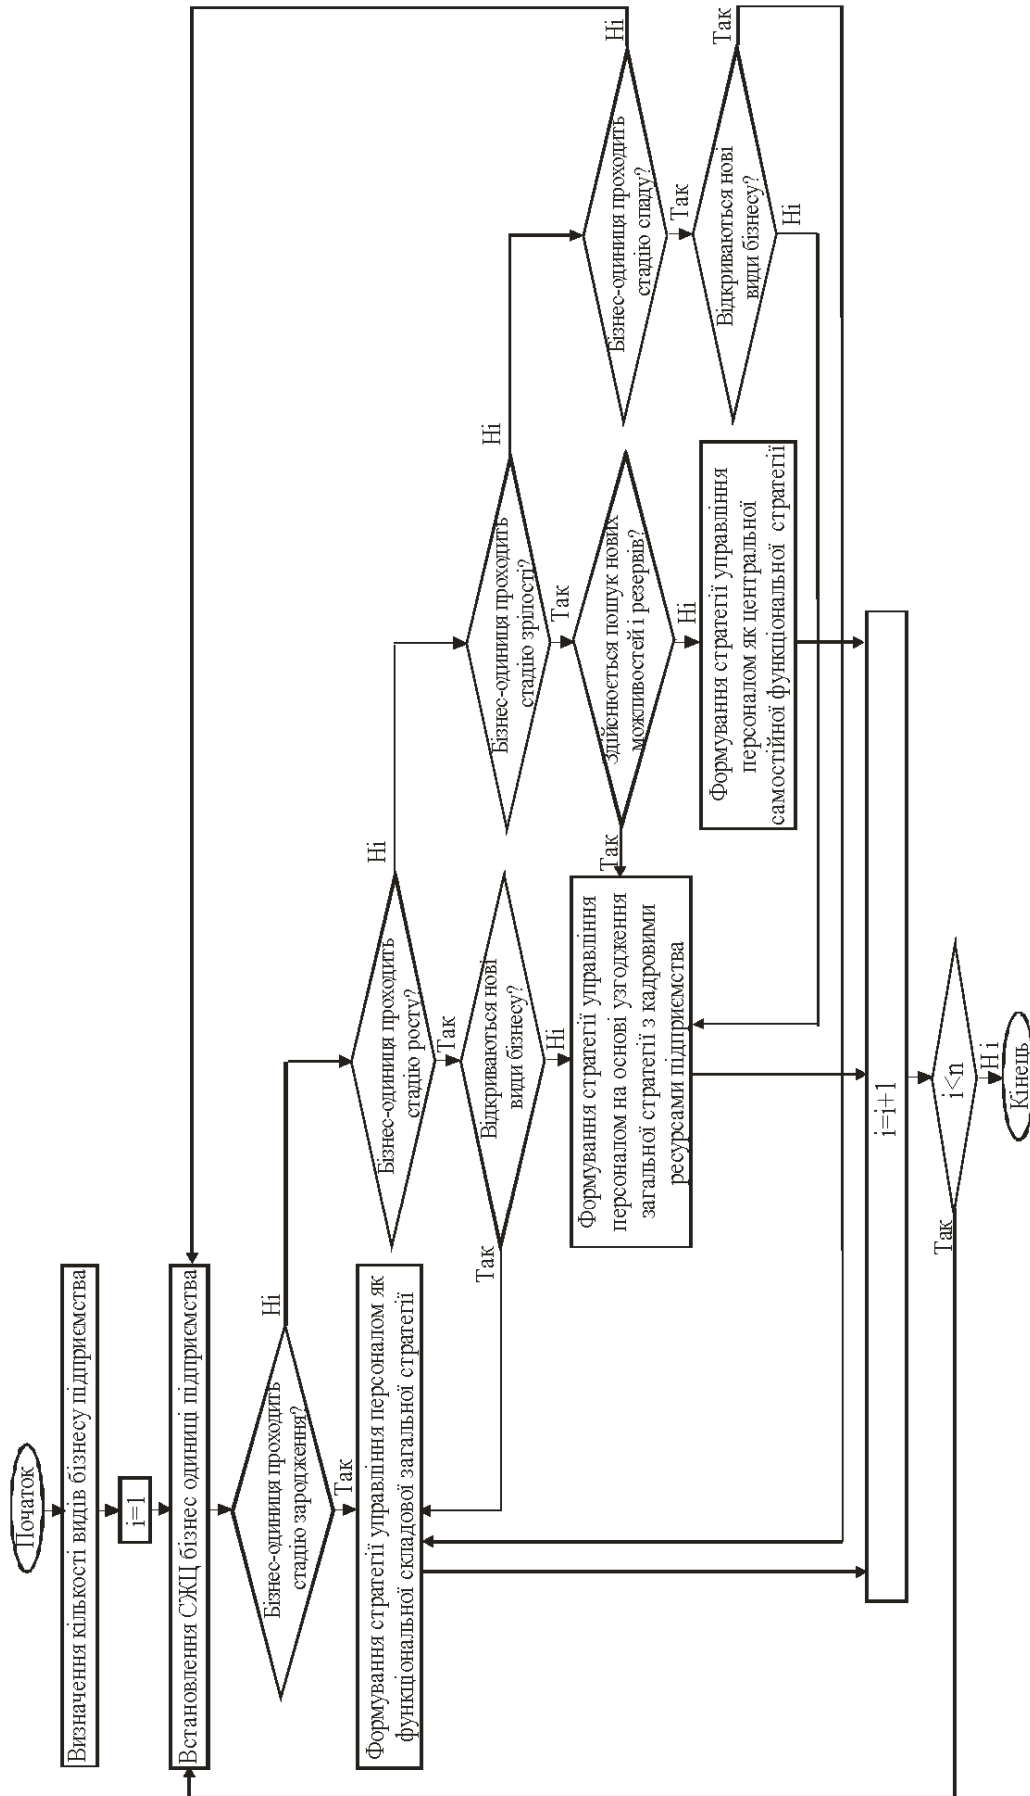 Початок
Визначення кількості видів бізнесу підприємства
i=1
Встановлення СЖЦ бізнес одиниці підприємства
Бізнес-одиниця проходить
стадію зародження?
Ні
Так
Формування стратегії управління персоналом як
функціональної складової загальної стратегії
Бізнес-одиниця проходить
стадію росту?
Ні
Так
Відкриваються нові
види бізнесу?
Так
Ні
Формування стратегії управління
персоналом на основі узгодження
загальної стратегії з кадровими
ресурсами підприємства
Бізнес-одиниця проходить
стадію зрілості?
Ні
Так
Здійснюється пошук нових
можливостей і резервів?
Так
Ні
Формування стратегії управління
персоналом як центральної
самостійної функціональної стратегії
Бізнес-одиниця проходить
стадію спаду?
Ні
Так
Відкриваються нові
види бізнесу?
Так
Ні
i=i+1
i<n
Так
Н і
Кінець